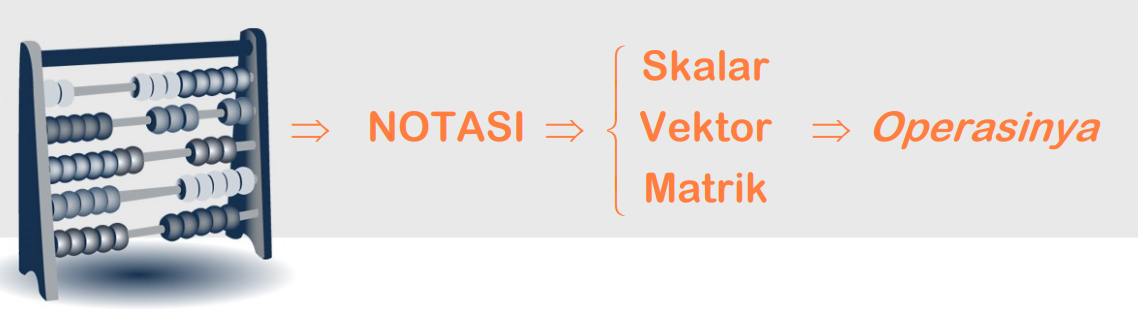 Skalar
⇒ NOTASI ⇒ { Vektor ⇒ Operasinya
Matrik